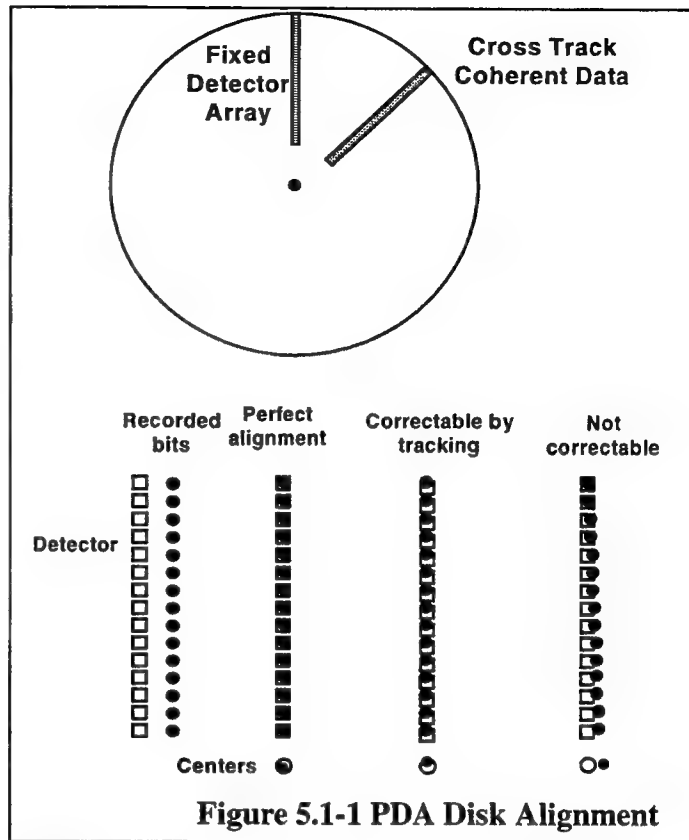 Fixed
Detector
Array
Cross Track
Coherent Data
Recorded
bits
Perfect
alignment
Correctable by
tracking
Not
correctable
Detector
Centers
Figure 5.1-1 PDA Disk Alignment